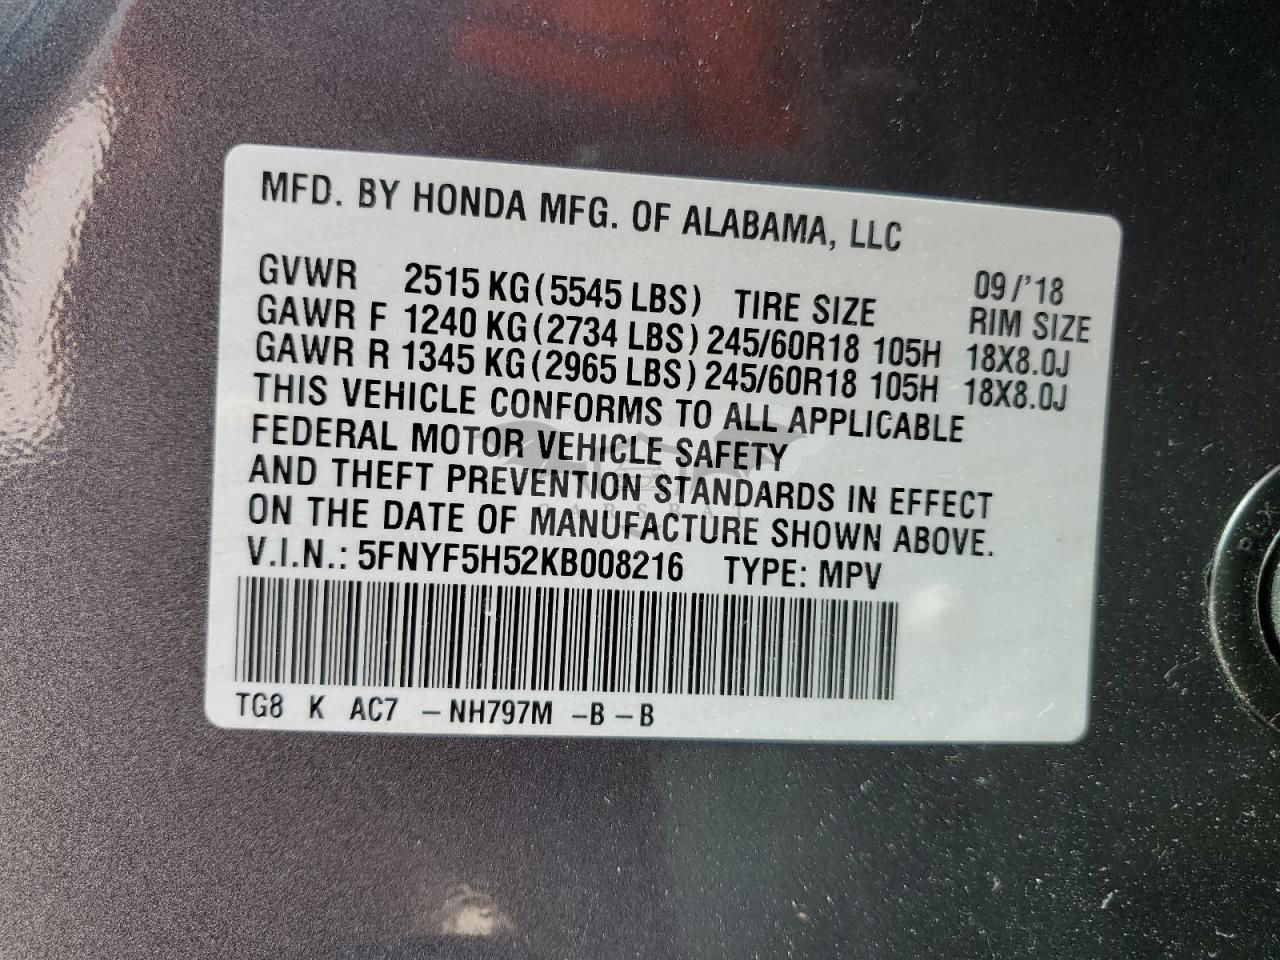 MFD. BY HONDA MFG. OF ALABAMA, LLC
09/'18
GVWR 2515 KG(5545 LBS) TIRE SIZE RIM SIZE
GAWR F 1240 KG(2734 LBS) 245/60R18 105H 18X8.0J
GAWR R 1345 KG(2965 LBS) 245/60R18 105H 18X8.0J
THIS VEHICLE CONFORMS TO ALL APPLICABLE
FEDERAL MOTOR VEHICLE SAFETY
AND THEFT PREVENTION STANDARDS IN EFFECT
ON THE DATE OF MANUFACTURE SHOWN ABOVE.
V.I.N.: 5FNYF5H52KB008216 TYPE: MPV
TG8 K AC7 -NH797M -B -B